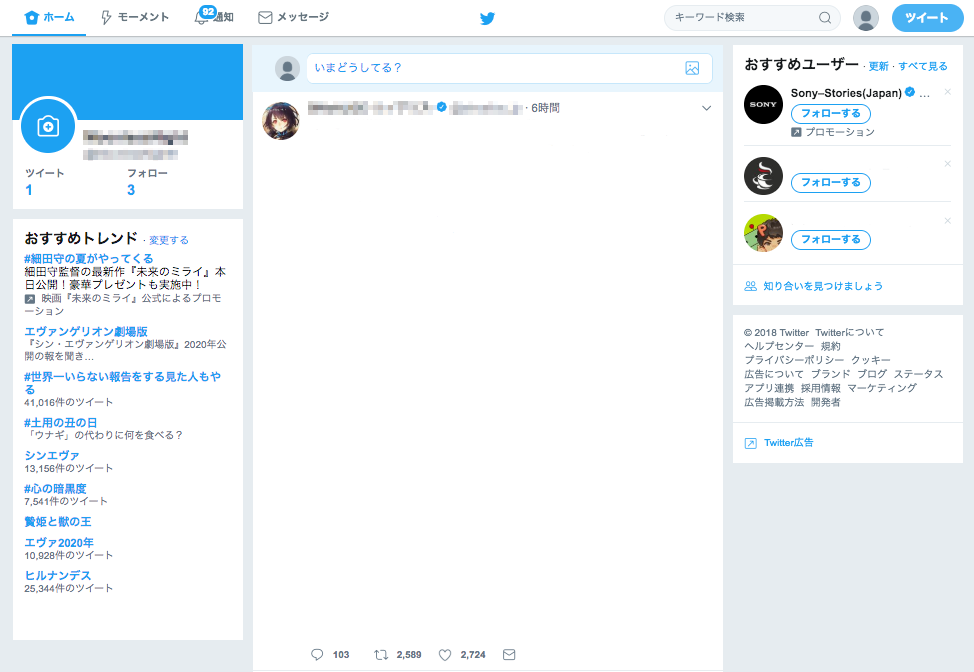 ホーム
モーメント
92
通知
メッセージ
キーワード検索
ツイート
いまどうしてる？
· 6時間
ツイート
フォロー
1
3
おすすめトレンド · 変更する
#細田守の夏がやってくる
細田守監督の最新作『未来のミライ』本
日公開！豪華プレゼントも実施中！
映画『未来のミライ』公式によるプロモ
ーション
エヴァンゲリオン劇場版
『シン・エヴァンゲリオン劇場版』2020年公
開の報を聞き...
#世界一いらない報告をする見た人もや
る
41,016件のツイート
#土用の丑の日
「ウナギ」の代わりに何を食べる？
シンエヴァ
13,156件のツイート
#心の暗黒度
7,541件のツイート
贄姫と獣の王
エヴァ2020年
10,928件のツイート
ヒルナンデス
25,344件のツイート
103
2,589
2,724
おすすめユーザー · 更新 · すべて見る
SONY
Sony–Stories(Japan) ...
フォローする
プロモーション
フォローする
フォローする
知り合いを見つけましょう
© 2018 Twitter Twitterについて
ヘルプセンター 規約
プライバシーポリシー クッキー
広告について ブランド ブログ ステータス
アプリ連携 採用情報 マーケティング
広告掲載方法 開発者
Twitter広告